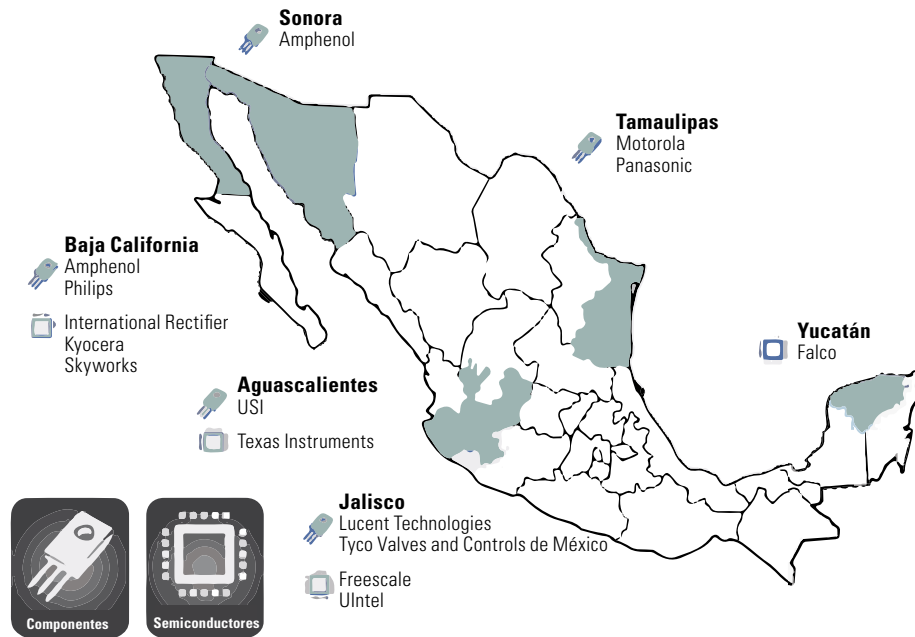 Sonora
Amphenol
Tamaulipas
Motorola
Panasonic
Baja California
Amphenol
Philips
International Rectifier
Kyocera
Skyworks
Yucatán
Falco
Aguascalientes
USI
Texas Instruments
Jalisco
Lucent Technologies
Tyco Valves and Controls de México
Freescale
UIntel
Componentes
Semiconductores